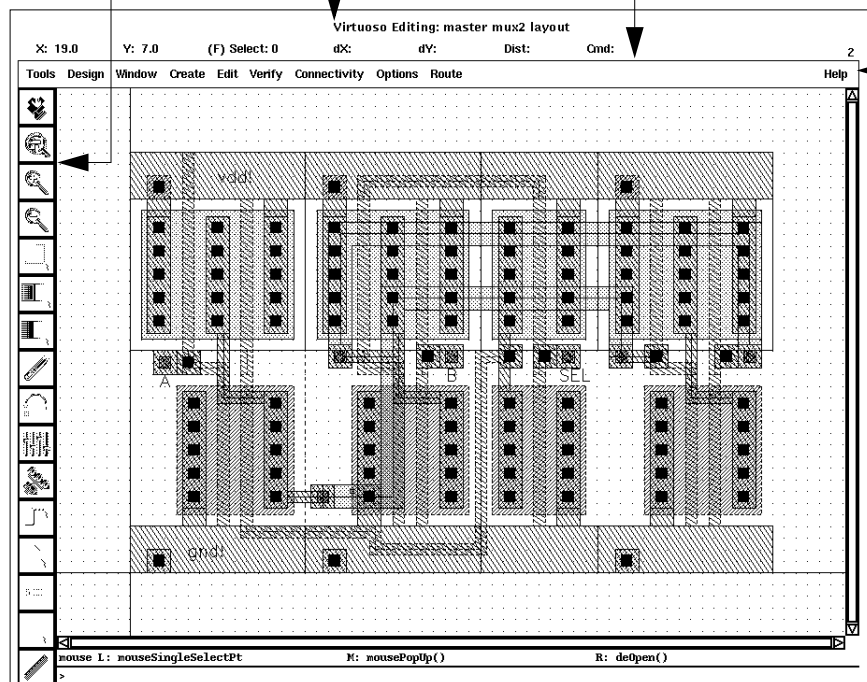 Virtuoso Editing: master mux2 layout
X: 19.0 Y: 7.0 (F) Select: 0 dX: dY: Dist: Cmd: 2
Tools Design Window Create Edit Verify Connectivity Options Route Help
vdd!
A B SEL
gnd!
mouse L: mouseSingleSelectPt M: mousePopUp() R: deOpen()
>